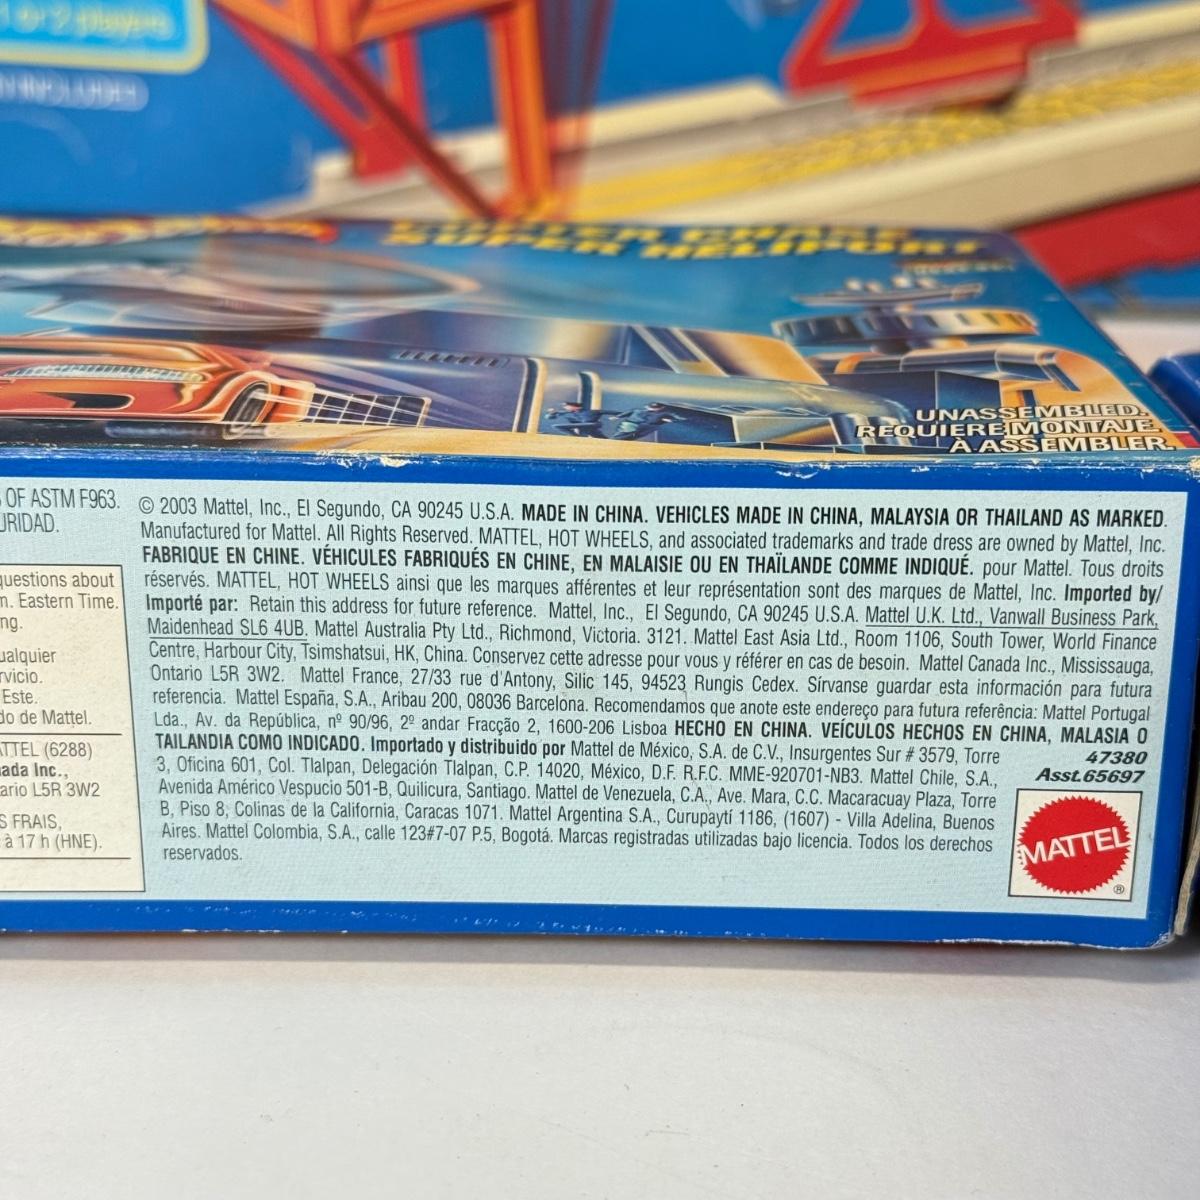 1 or 2 players
INCLUDED
SUPER HELIPORT
UNASSEMBLED.
REQUIERE MONTAJE.
À ASSEMBLER.
OF ASTM F963.
URIDAD.
questions about
m. Eastern Time.
ng.
ualquier
rvicio.
Este.
do de Mattel.
ATTEL (6288)
nada Inc.,
ario L5R 3W2
S FRAIS,
à 17 h (HNE).
© 2003 Mattel, Inc., El Segundo, CA 90245 U.S.A. MADE IN CHINA. VEHICLES MADE IN CHINA, MALAYSIA OR THAILAND AS MARKED.
Manufactured for Mattel. All Rights Reserved. MATTEL, HOT WHEELS, and associated trademarks and trade dress are owned by Mattel, Inc.
FABRIQUE EN CHINE. VÉHICULES FABRIQUÉS EN CHINE, EN MALAISIE OU EN THAÏLANDE COMME INDIQUÉ. pour Mattel. Tous droits
réservés. MATTEL, HOT WHEELS ainsi que les marques afférentes et leur représentation sont des marques de Mattel, Inc. Imported by/
Importé par: Retain this address for future reference. Mattel, Inc., El Segundo, CA 90245 U.S.A. Mattel U.K. Ltd., Vanwall Business Park,
Maidenhead SL6 4UB. Mattel Australia Pty Ltd., Richmond, Victoria. 3121. Mattel East Asia Ltd., Room 1106, South Tower, World Finance
Centre, Harbour City, Tsimshatsui, HK, China. Conservez cette adresse pour vous y référer en cas de besoin. Mattel Canada Inc., Mississauga,
Ontario L5R 3W2. Mattel France, 27/33 rue d'Antony, Silic 145, 94523 Rungis Cedex. Sírvanse guardar esta información para futura
referencia. Mattel España, S.A., Aribau 200, 08036 Barcelona. Recomendamos que anote este endereço para futura referência: Mattel Portugal
Lda., Av. da República, nº 90/96, 2º andar Fracção 2, 1600-206 Lisboa HECHO EN CHINA. VEÍCULOS HECHOS EN CHINA, MALASIA O
TAILANDIA COMO INDICADO. Importado y distribuido por Mattel de México, S.A. de C.V., Insurgentes Sur # 3579, Torre
3, Oficina 601, Col. Tlalpan, Delegación Tlalpan, C.P. 14020, México, D.F. R.F.C. MME-920701-NB3. Mattel Chile, S.A.,
Avenida Américo Vespucio 501-B, Quilicura, Santiago. Mattel de Venezuela, C.A., Ave. Mara, C.C. Macaracuay Plaza, Torre
B, Piso 8, Colinas de la California, Caracas 1071. Mattel Argentina S.A., Curupaytí 1186, (1607) - Villa Adelina, Buenos
Aires. Mattel Colombia, S.A., calle 123#7-07 P.5, Bogotá. Marcas registradas utilizadas bajo licencia. Todos los derechos
reservados.
47380
Asst.65697
MATTEL
®